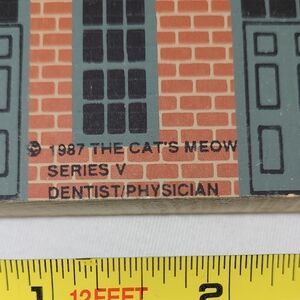 © 1987 THE CAT'S MEOW
SERIES V
DENTIST/PHYSICIAN
1 12FEET 2